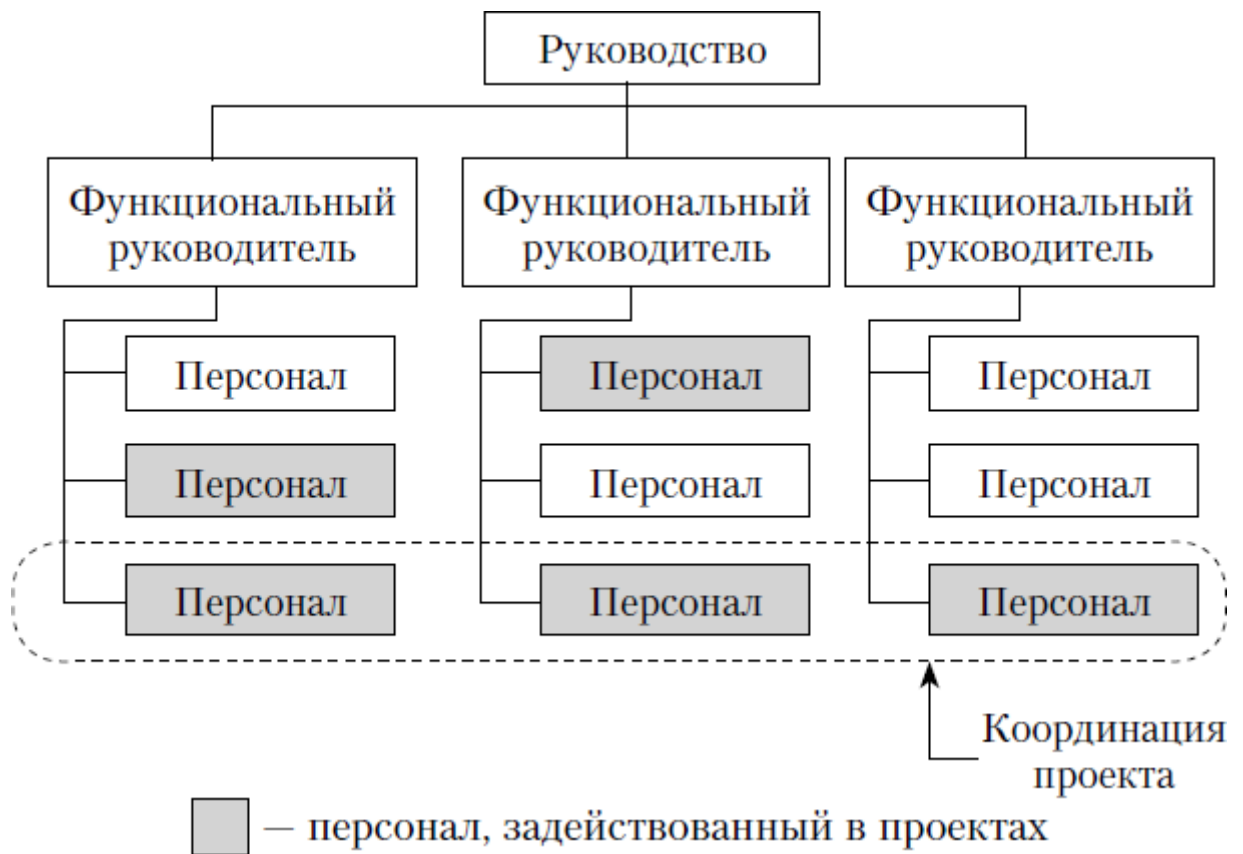 Руководство
Функциональный
руководитель
Функциональный
руководитель
Функциональный
руководитель
Персонал
Персонал
Персонал
Персонал
Персонал
Персонал
Персонал
Персонал
Персонал
Координация
проекта
— персонал, задействованный в проектах